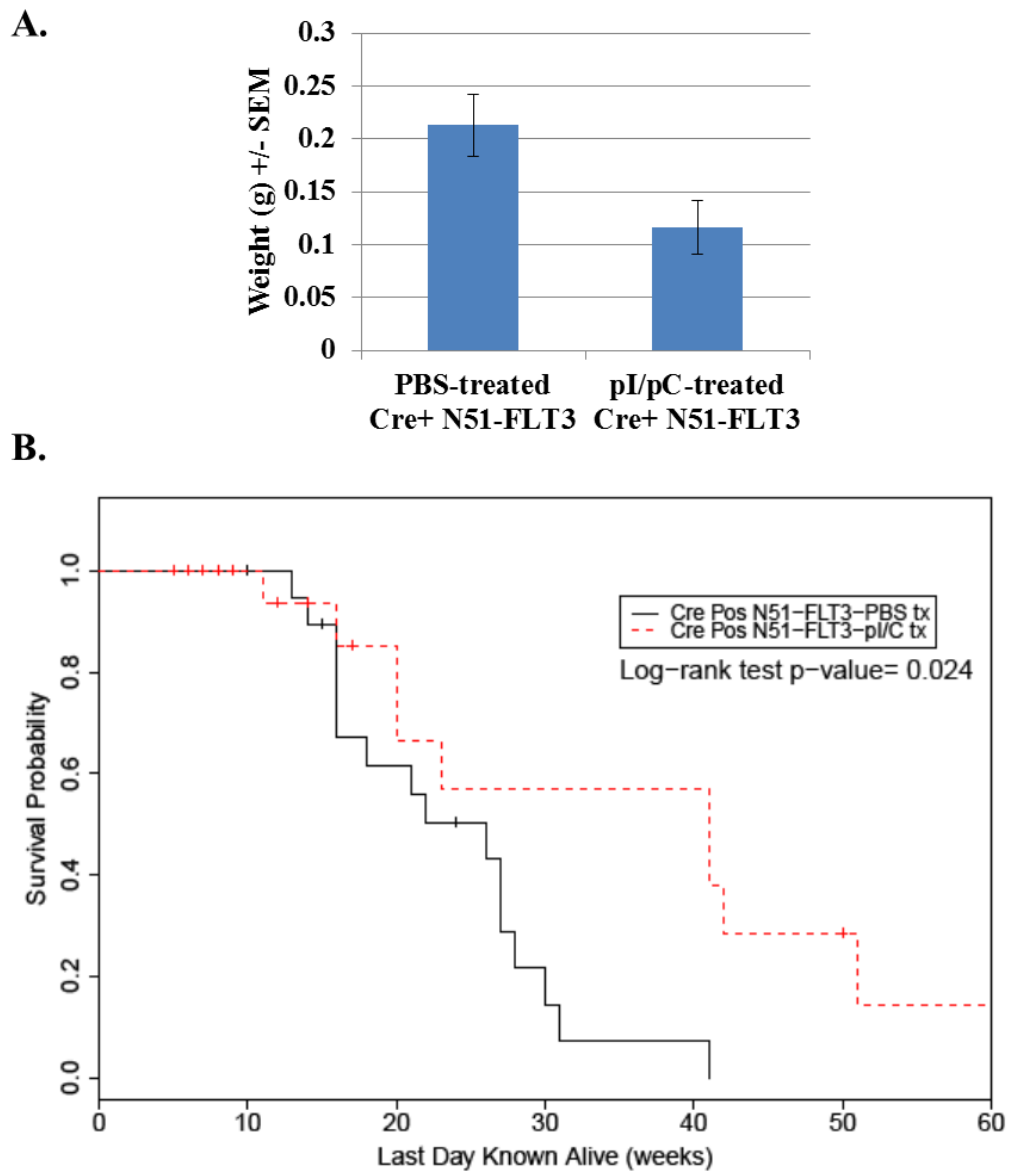 A.
Weight (g) +/- SEM
0.3
0.25
0.2
0.15
0.1
0.05
0
PBS-treated
Cre+ N51-FLT3
pI/pC-treated
Cre+ N51-FLT3
B.
Survival Probability
1.0
0.8
0.6
0.4
0.2
0.0
Cre Pos N51-FLT3-PBS tx
Cre Pos N51-FLT3-pI/C tx
Log-rank test p-value= 0.024
0 10 20 30 40 50 60
Last Day Known Alive (weeks)